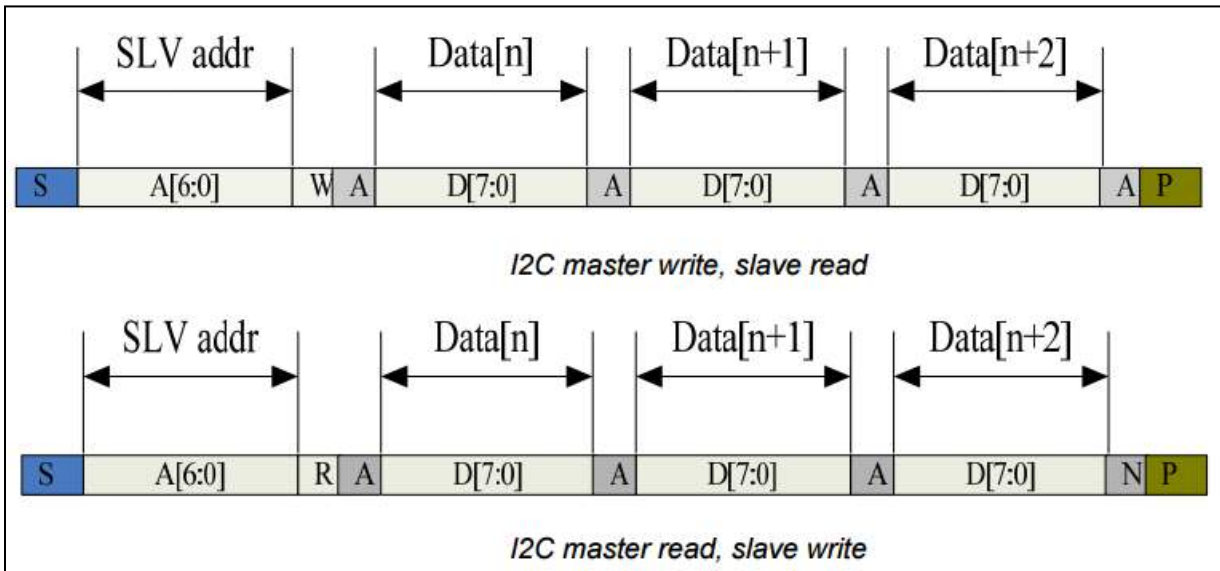 SLV addr Data[n] Data[n+1] Data[n+2]
S A[6:0] W A D[7:0] A D[7:0] A D[7:0] A P
I2C master write, slave read
SLV addr Data[n] Data[n+1] Data[n+2]
S A[6:0] R A D[7:0] A D[7:0] A D[7:0] N P
I2C master read, slave write